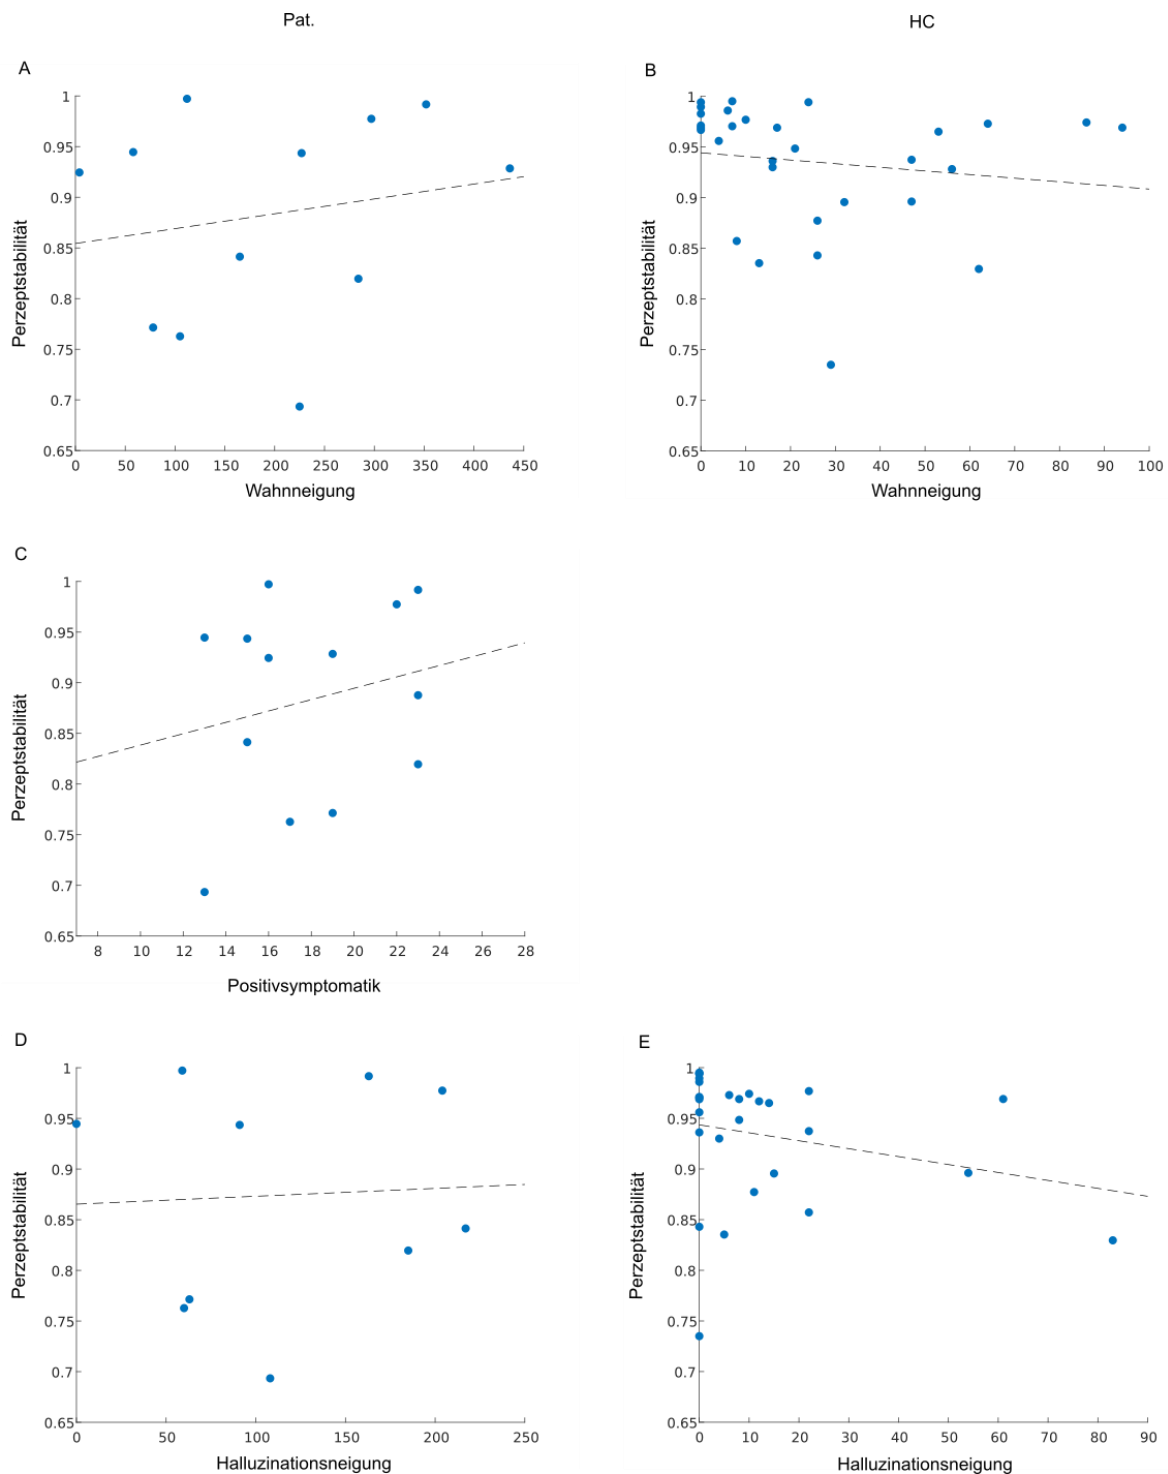 Pat.
HC
A
1
0.95
0.9
0.85
0.8
0.75
0.7
0.65
0 50 100 150 200 250 300 350 400 450
Perzeptstabilität
Wahnneigung
B
1
0.95
0.9
0.85
0.8
0.75
0.7
0.65
0 10 20 30 40 50 60 70 80 90 100
Perzeptstabilität
Wahnneigung
C
1
0.95
0.9
0.85
0.8
0.75
0.7
0.65
8 10 12 14 16 18 20 22 24 26 28
Perzeptstabilität
Positivsymptomatik
D
1
0.95
0.9
0.85
0.8
0.75
0.7
0.65
0 50 100 150 200 250
Perzeptstabilität
Halluzinationsneigung
E
1
0.95
0.9
0.85
0.8
0.75
0.7
0.65
0 10 20 30 40 50 60 70 80 90
Perzeptstabilität
Halluzinationsneigung